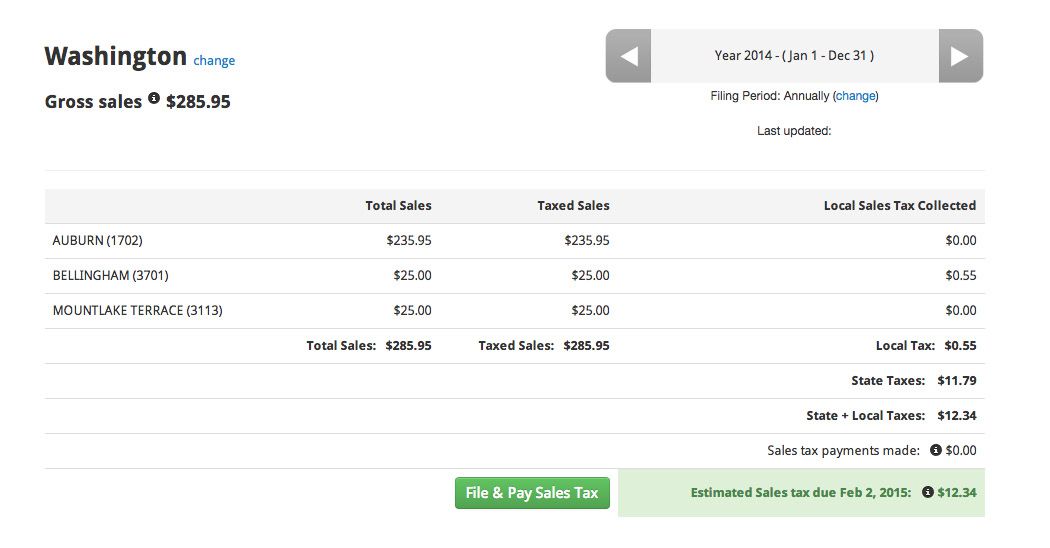 Washington change
Year 2014 - ( Jan 1 - Dec 31 )
Gross sales $285.95
Filing Period: Annually (change)
Last updated:
Total Sales Taxed Sales Local Sales Tax Collected
AUBURN (1702) $235.95 $235.95 $0.00
BELLINGHAM (3701) $25.00 $25.00 $0.55
MOUNTLAKE TERRACE (3113) $25.00 $25.00 $0.00
Total Sales: $285.95 Taxed Sales: $285.95 Local Tax: $0.55
State Taxes: $11.79
State + Local Taxes: $12.34
Sales tax payments made: $0.00
File & Pay Sales Tax Estimated Sales tax due Feb 2, 2015: $12.34